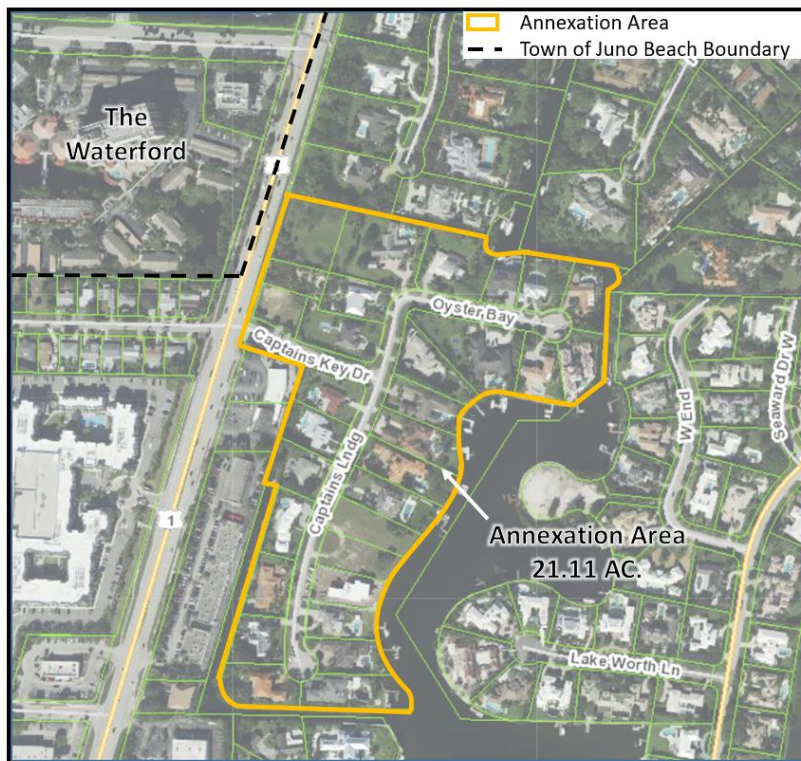 Annexation Area
Town of Juno Beach Boundary
The
Waterford
Oyster Bay
Captains Key Dr
W End
Seaward Dr W
Captains Lndg
1
Annexation Area
21.11 AC.
Lake Worth Ln